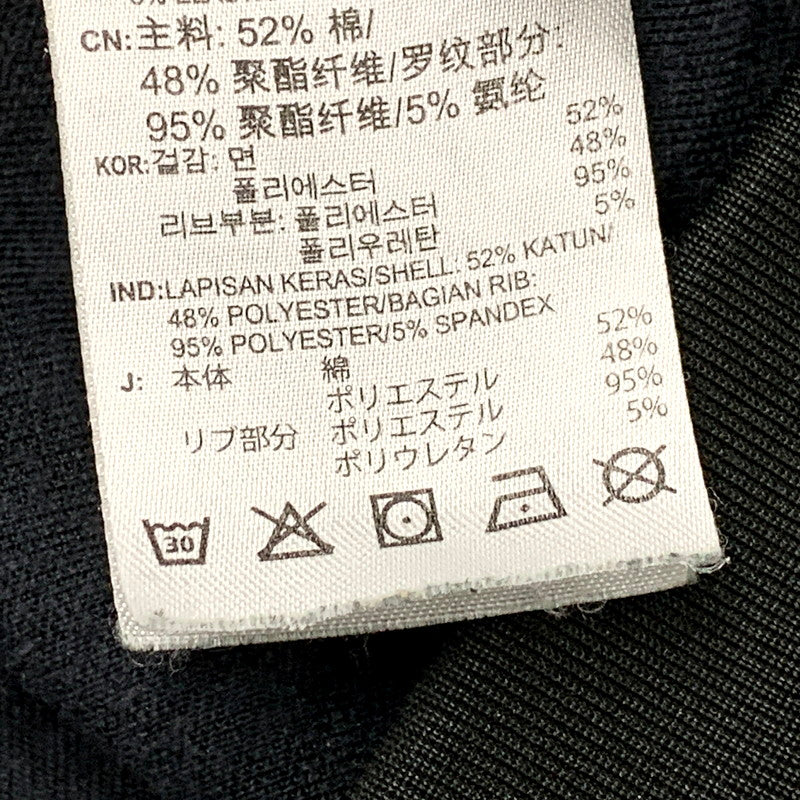 CN:主料: 52% 棉/
48% 聚酯纤维/罗纹部分:
95% 聚酯纤维/5% 氨纶
KOR:겉감: 면 52%
폴리에스터 48%
리브부분: 폴리에스터 95%
폴리우레탄 5%
IND:LAPISAN KERAS/SHELL: 52% KATUN/
48% POLYESTER/BAGIAN RIB:
95% POLYESTER/5% SPANDEX
J: 本体 綿 52%
ポリエステル 48%
リブ部分 ポリエステル 95%
ポリウレタン 5%
30